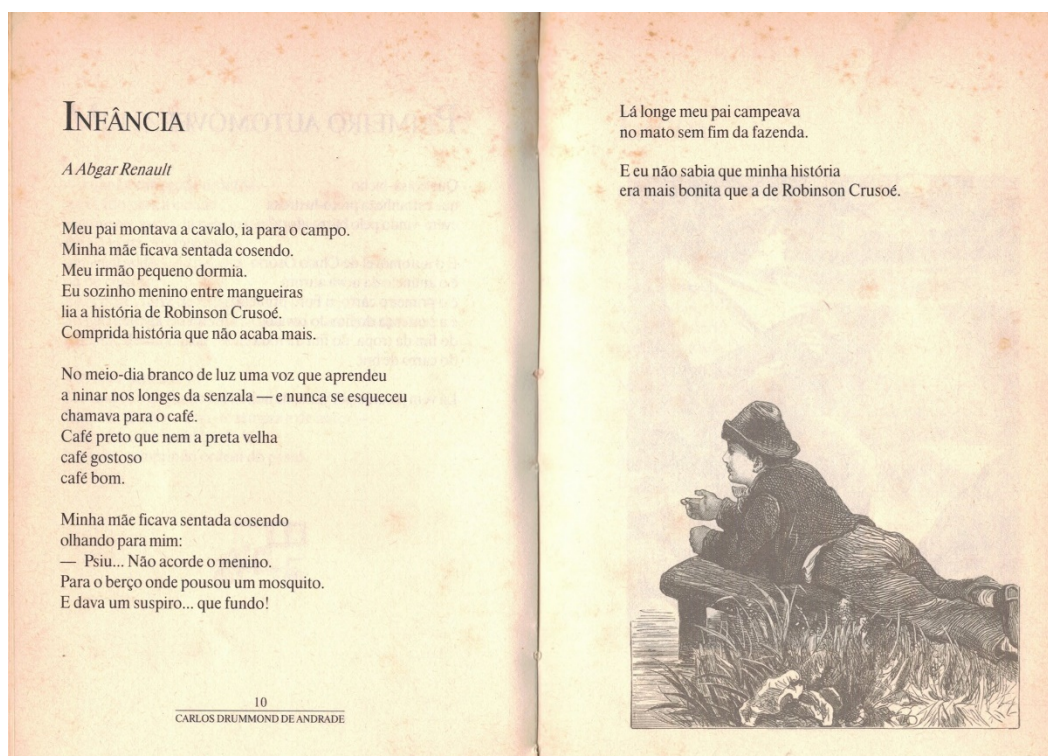 INFÂNCIA
A Abgar Renault
Meu pai montava a cavalo, ia para o campo.
Minha mãe ficava sentada cosendo.
Meu irmão pequeno dormia.
Eu sozinho menino entre mangueiras
lia a história de Robinson Crusoé.
Comprida história que não acaba mais.
No meio-dia branco de luz uma voz que aprendeu
a ninar nos longes da senzala — e nunca se esqueceu
chamava para o café.
Café preto que nem a preta velha
café gostoso
café bom.
Minha mãe ficava sentada cosendo
olhando para mim:
— Psiu... Não acorde o menino.
Para o berço onde pousou um mosquito.
E dava um suspiro... que fundo!
10
CARLOS DRUMMOND DE ANDRADE
Lá longe meu pai campeava
no mato sem fim da fazenda.
E eu não sabia que minha história
era mais bonita que a de Robinson Crusoé.